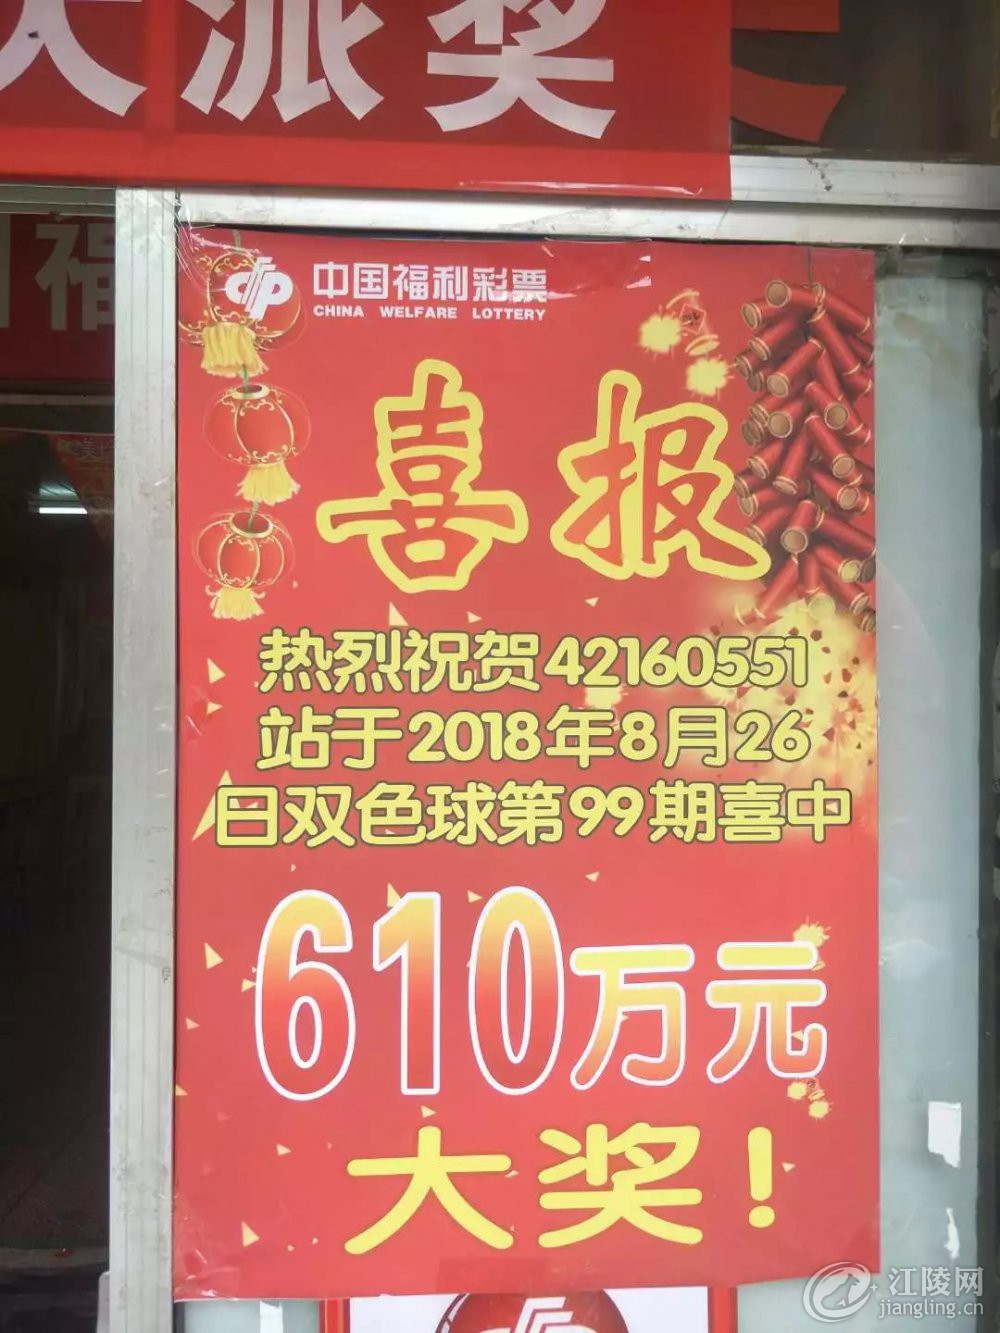 大派奖
福
中国福利彩票
CHINA WELFARE LOTTERY
喜报
热烈祝贺42160551
站于2018年8月26
日双色球第99期喜中
610万元
大奖!
江陵网
jiangling.cn